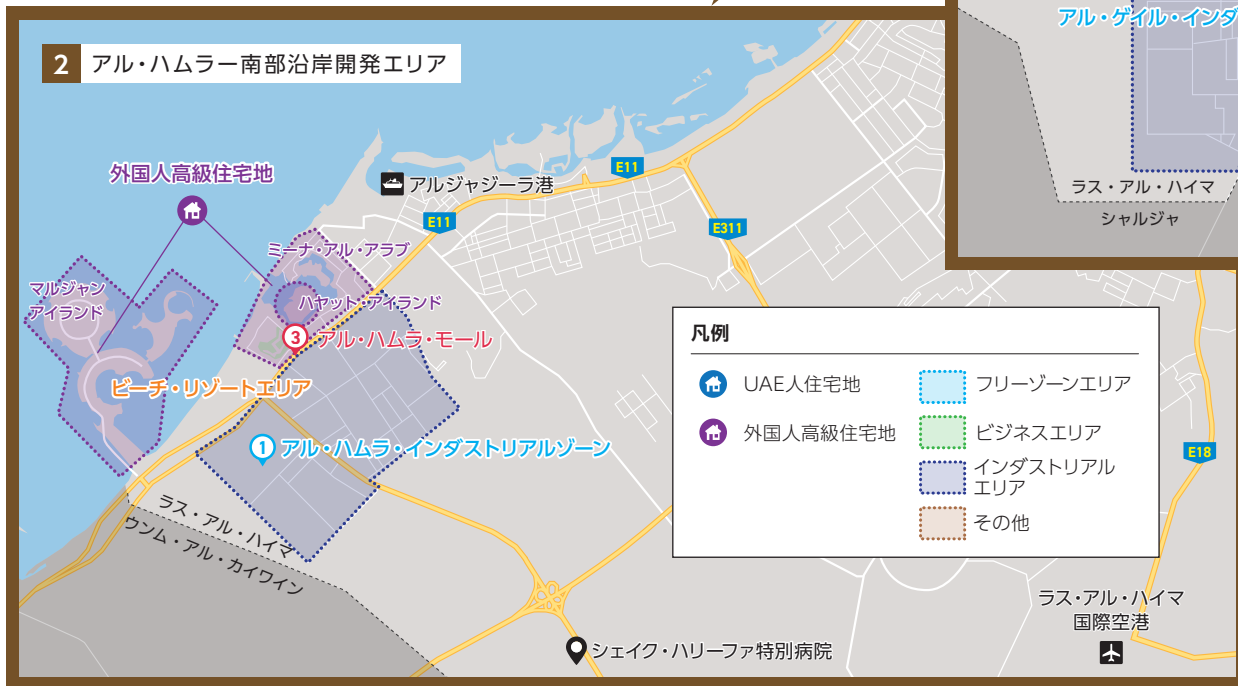 アル・ゲイル・インダ
2 アル・ハムラー南部沿岸開発エリア
外国人高級住宅地
アルジャジーラ港
E11
E11
E311
ラス・アル・ハイマ
シャルジャ
ミーナ・アル・アラブ
マルジャン
アイランド
ハヤット・アイランド
3 アル・ハムラ・モール
ビーチ・リゾートエリア
1 アル・ハムラ・インダストリアルゾーン
凡例
UAE人住宅地
フリーゾーンエリア
外国人高級住宅地
ビジネスエリア
インダストリアル
エリア
その他
E18
ラス・アル・ハイマ
ウンム・アル・カイワイン
ラス・アル・ハイマ
国際空港
シェイク・ハリーファ特別病院